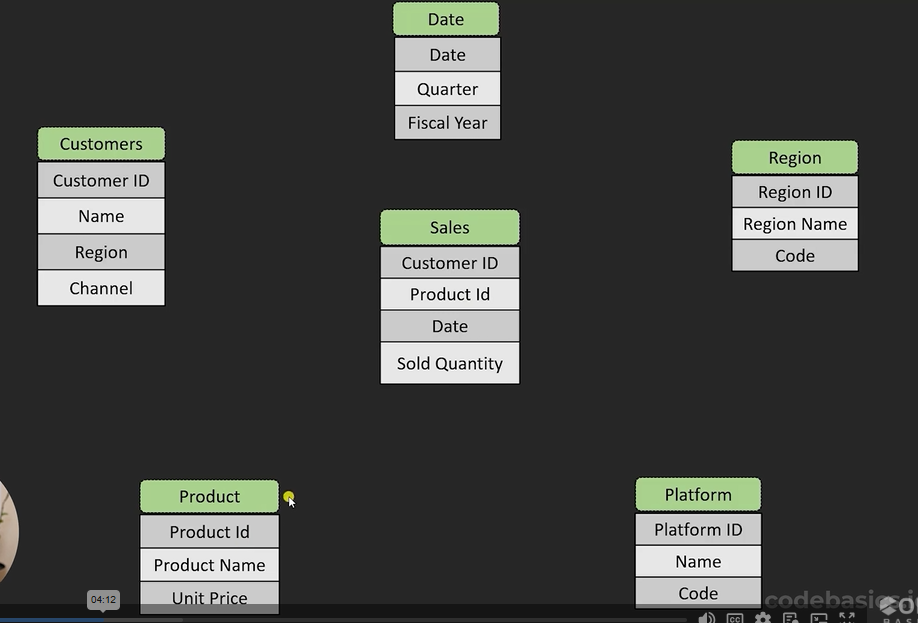 Date
Date
Quarter
Fiscal Year
Customers
Customer ID
Name
Region
Channel
Region
Region ID
Region Name
Code
Sales
Customer ID
Product Id
Date
Sold Quantity
Product
Product Id
Product Name
Unit Price
Platform
Platform ID
Name
Code
04:12
codebasics.i
CC